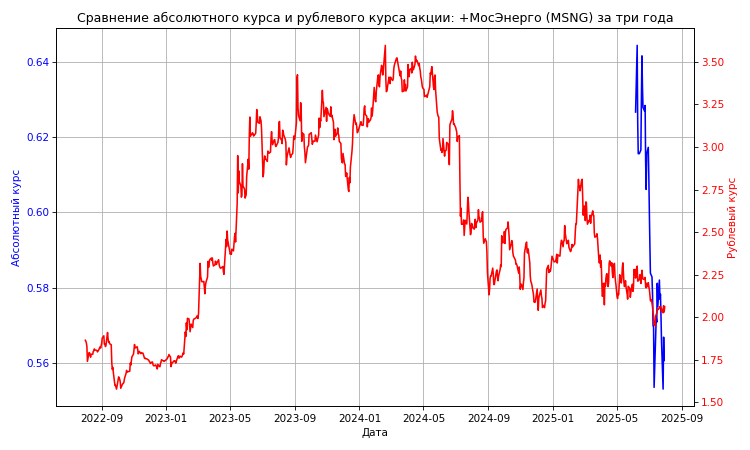 Сравнение абсолютного курса и рублевого курса акции: +МосЭнерго (MSNG) за три года
0.64
0.62
0.60
0.58
0.56
Абсолютный курс
3.50
3.25
3.00
2.75
2.50
2.25
2.00
1.75
1.50
Рублевый курс
2022-09 2023-01 2023-05 2023-09 2024-01 2024-05 2024-09 2025-01 2025-05 2025-09
Дата